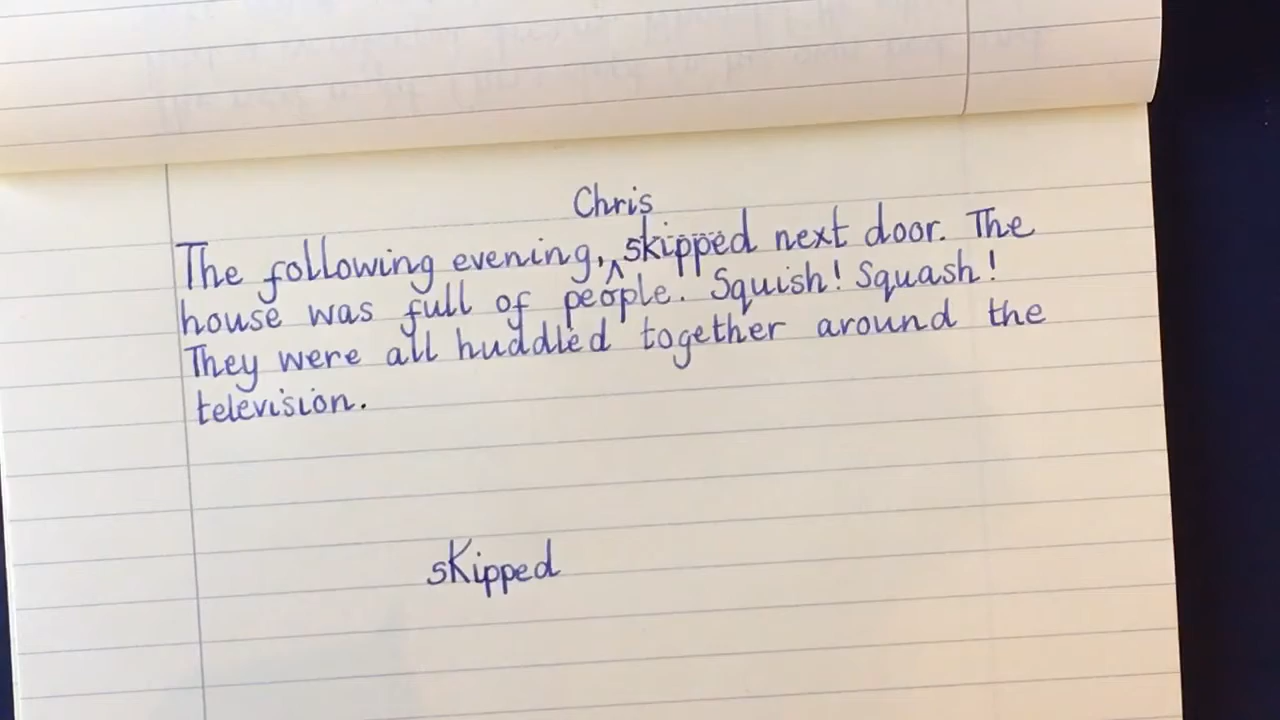 Chris
The following evening, ^ skipped next door. The
house was full of people. Squish! Squash!
They were all huddled together around the
television.
skipped